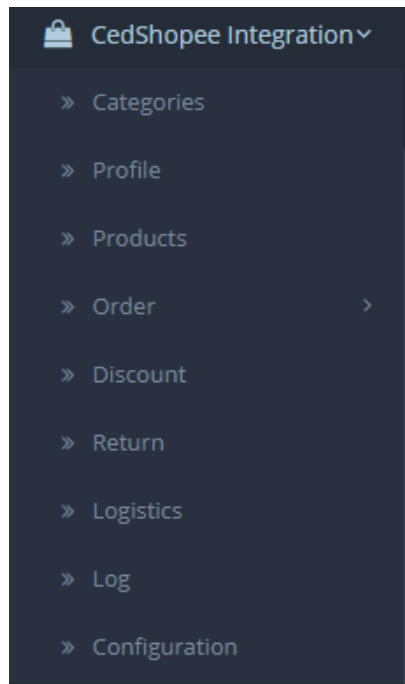 CedShopee Integration
Categories
Profile
Products
Order
Discount
Return
Logistics
Log
Configuration